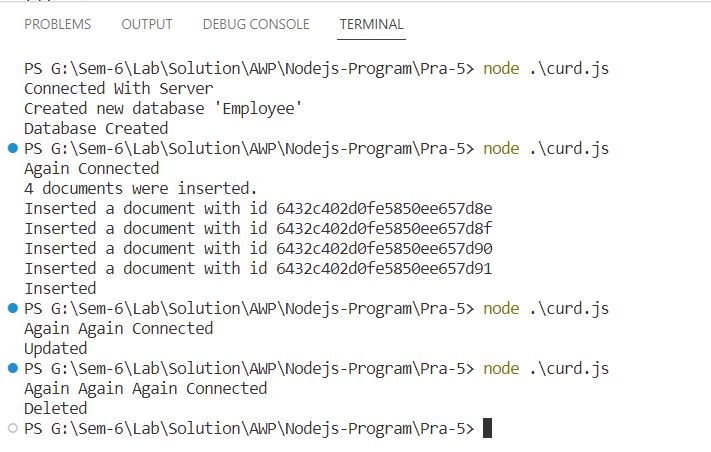 PROBLEMS OUTPUT DEBUG CONSOLE TERMINAL
PS G:\Sem-6\Lab\Solution\AWP\Nodejs-Program\Pra-5> node .\curd.js
Connected With Server
Created new database 'Employee'
Database Created
PS G:\Sem-6\Lab\Solution\AWP\Nodejs-Program\Pra-5> node .\curd.js
Again Connected
4 documents were inserted.
Inserted a document with id 6432c402d0fe5850ee657d8e
Inserted a document with id 6432c402d0fe5850ee657d8f
Inserted a document with id 6432c402d0fe5850ee657d90
Inserted a document with id 6432c402d0fe5850ee657d91
Inserted
PS G:\Sem-6\Lab\Solution\AWP\Nodejs-Program\Pra-5> node .\curd.js
Again Again Connected
Updated
PS G:\Sem-6\Lab\Solution\AWP\Nodejs-Program\Pra-5> node .\curd.js
Again Again Again Connected
Deleted
PS G:\Sem-6\Lab\Solution\AWP\Nodejs-Program\Pra-5>